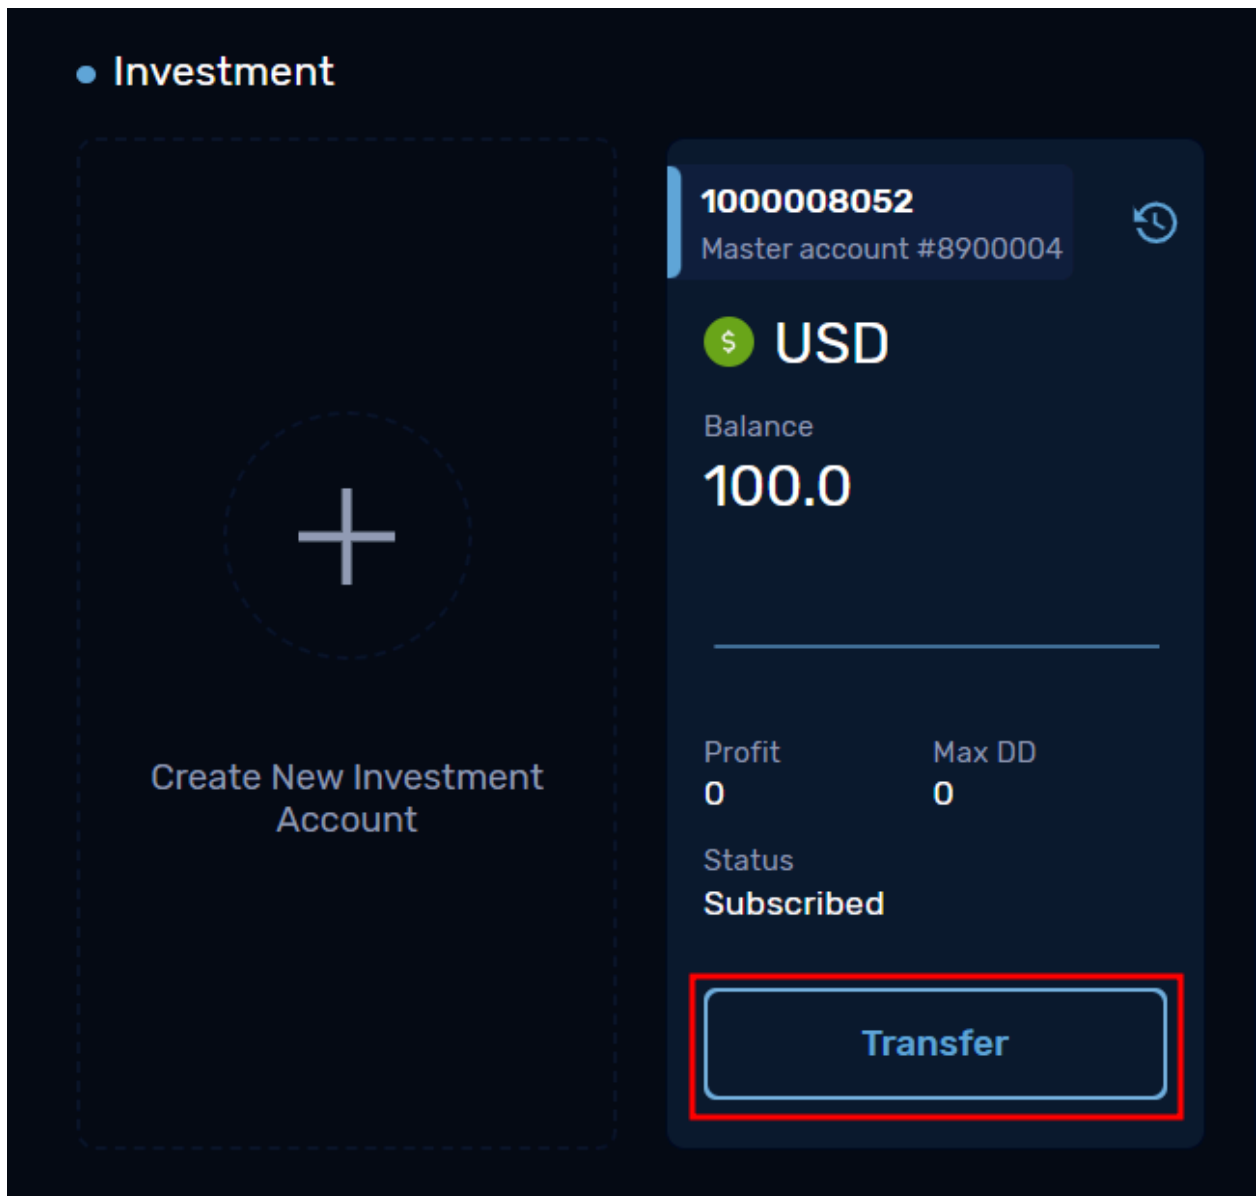 Investment
Create New Investment
Account
1000008052
Master account #8900004
$ USD
Balance
100.0
Profit
Max DD
0
0
Status
Subscribed
Transfer